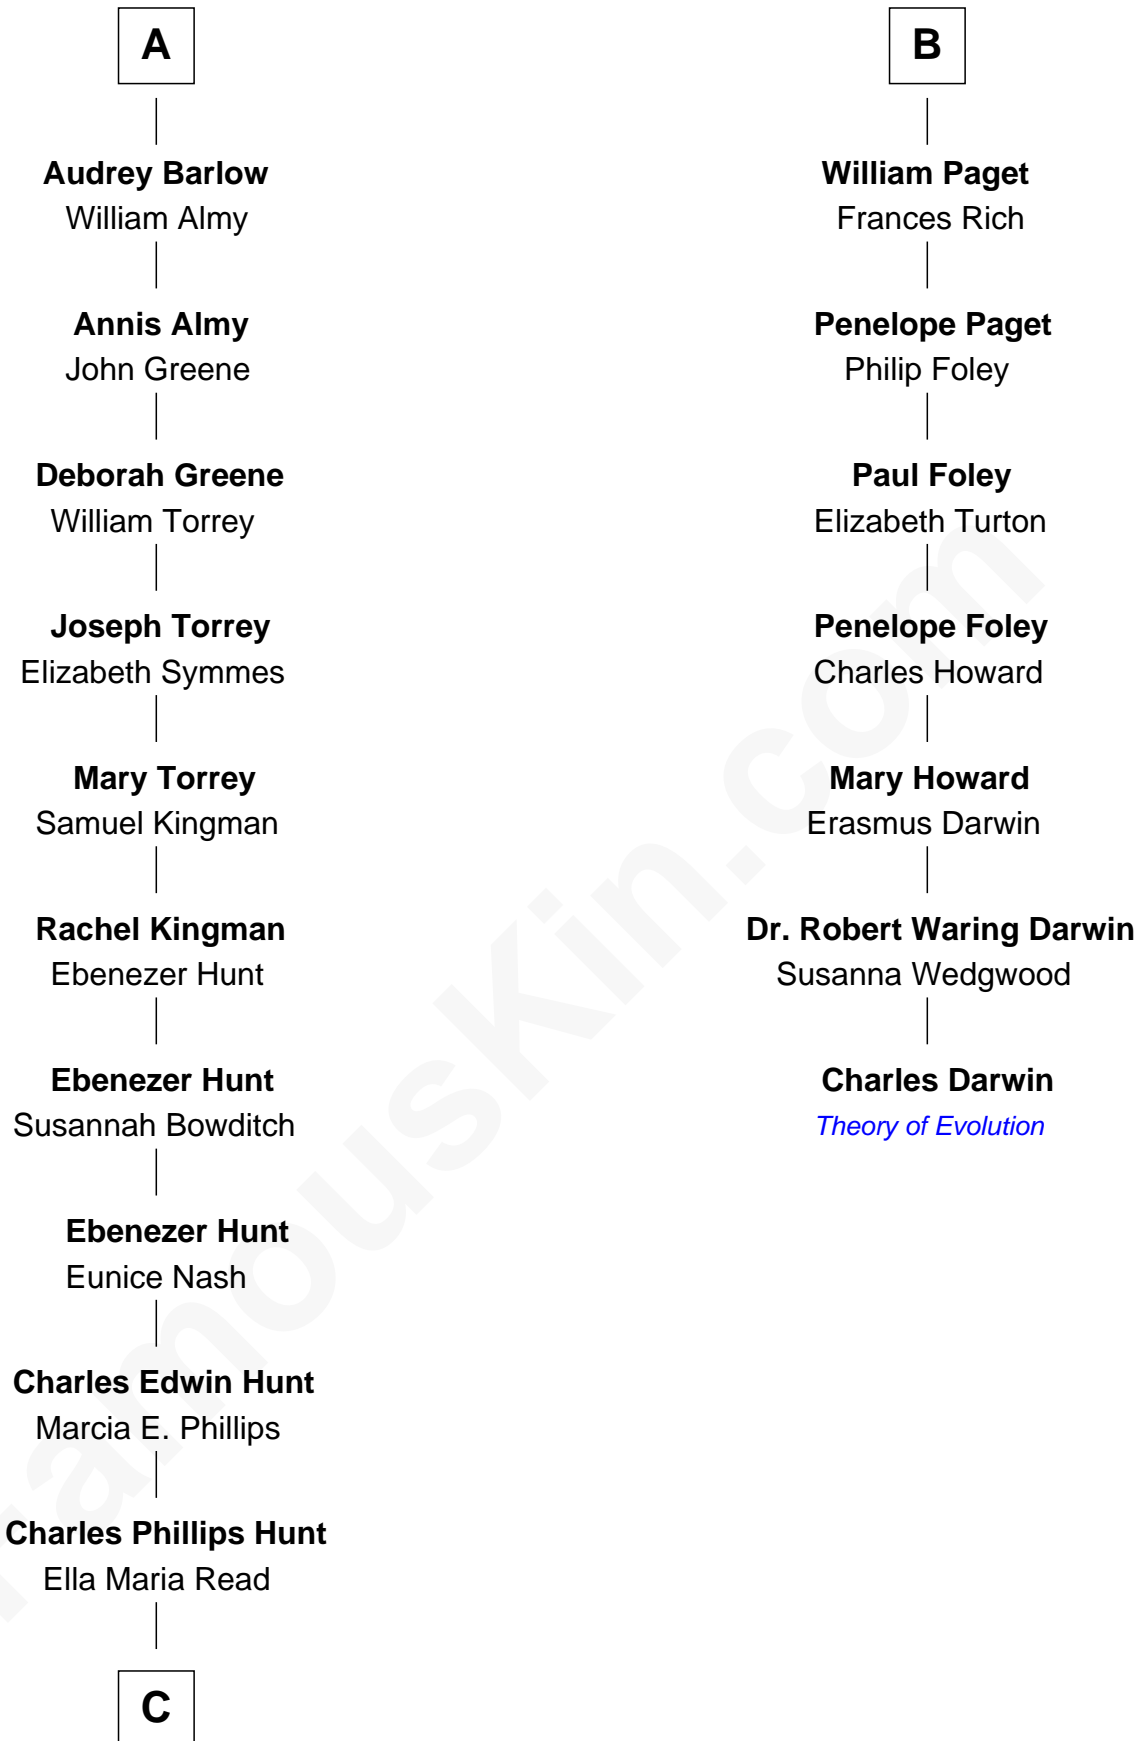 A
Audrey Barlow
William Almy
Annis Almy
John Greene
Deborah Greene
William Torrey
Joseph Torrey
Elizabeth Symmes
Mary Torrey
Samuel Kingman
Rachel Kingman
Ebenezer Hunt
Ebenezer Hunt
Susannah Bowditch
Ebenezer Hunt
Eunice Nash
Charles Edwin Hunt
Marcia E. Phillips
Charles Phillips Hunt
Ella Maria Read
C
B
William Paget
Frances Rich
Penelope Paget
Philip Foley
Paul Foley
Elizabeth Turton
Penelope Foley
Charles Howard
Mary Howard
Erasmus Darwin
Dr. Robert Waring Darwin
Susanna Wedgwood
Charles Darwin
Theory of Evolution
FamousKin.com